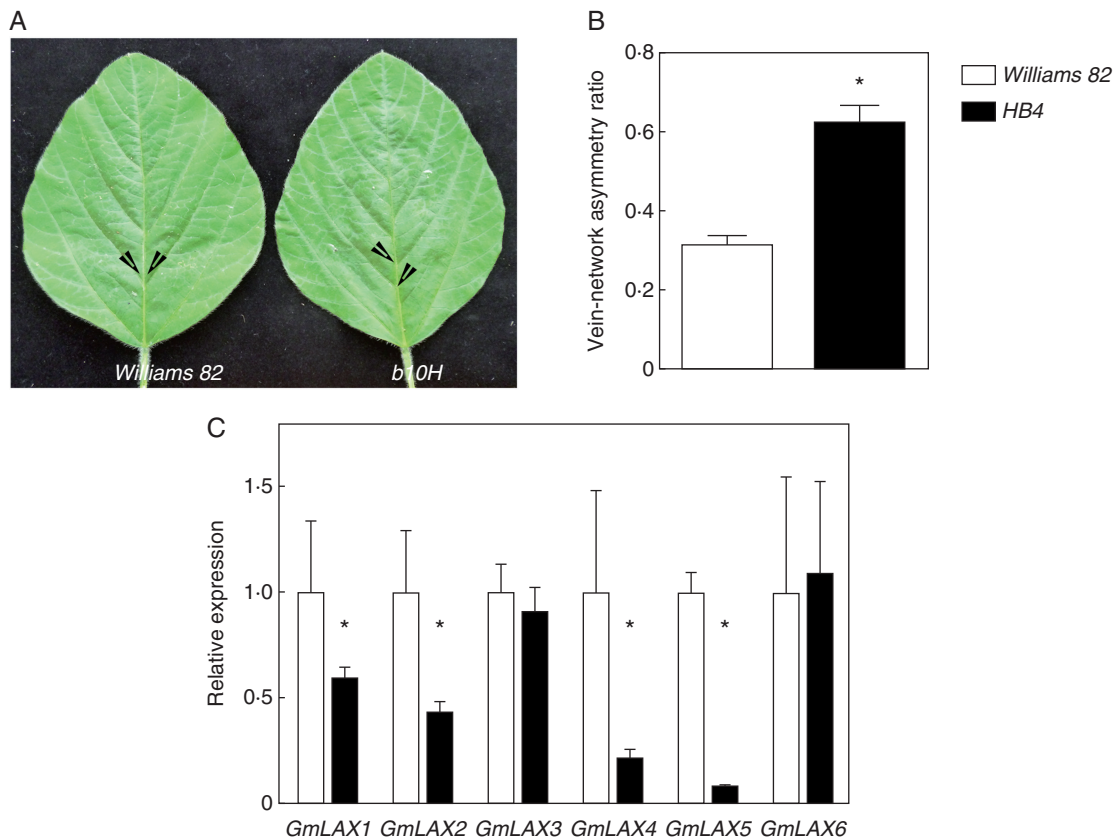 A
Williams 82
b10H
B
Vein-network asymmetry ratio
0·8
0·6
0·4
0·2
0
*
Williams 82
HB4
C
Relative expression
1·5
1·0
0·5
0
*
*
*
*
GmLAX1 GmLAX2 GmLAX3 GmLAX4 GmLAX5 GmLAX6